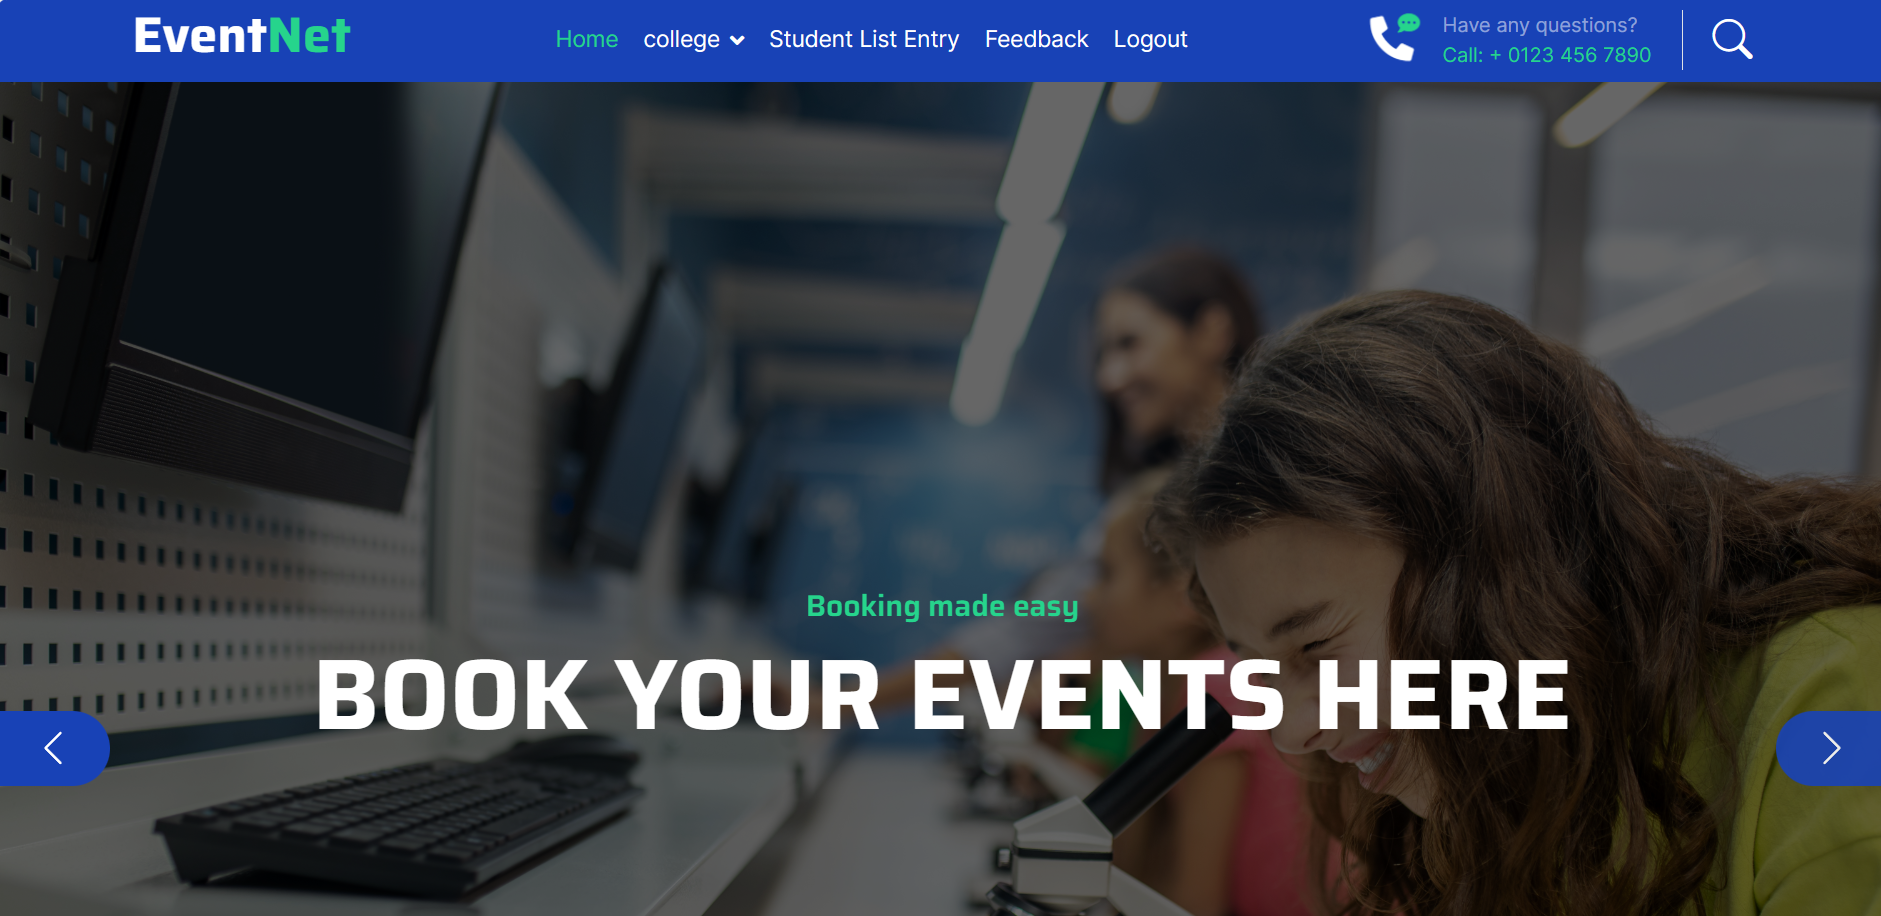 EventNet
Home college Student List Entry Feedback Logout
Have any questions?
Call: + 0123 456 7890
Booking made easy
BOOK YOUR EVENTS HERE